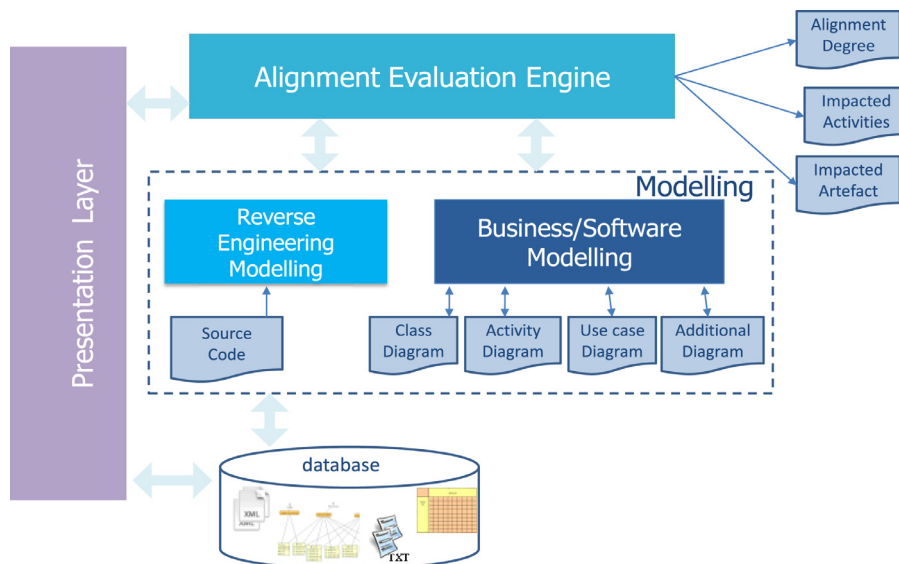 Presentation Layer
Alignment Evaluation Engine
Alignment
Degree
Impacted
Activities
Impacted
Artefact
Modelling
Reverse
Engineering
Modelling
Business/Software
Modelling
Source
Code
Class
Diagram
Activity
Diagram
Use case
Diagram
Additional
Diagram
database
XML
TXT